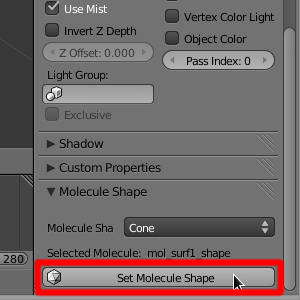 Use Mist
Vertex Color Light
Invert Z Depth
Object Color
Z Offset: 0.000
Pass Index: 0
Light Group:
Exclusive
Shadow
Custom Properties
Molecule Shape
Molecule Sha
Cone
Selected Molecule: mol_surf1_shape
280
Set Molecule Shape